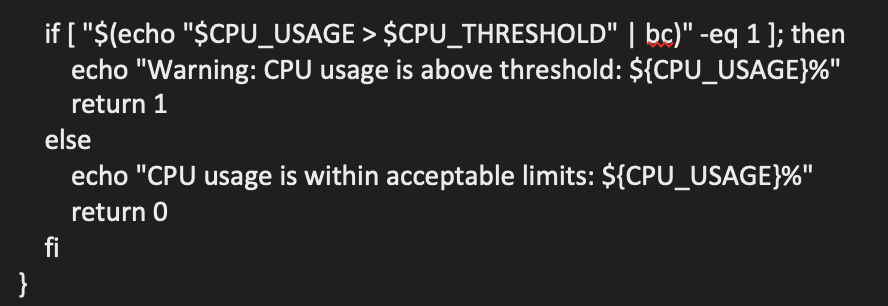 if [ "$(echo "$CPU_USAGE > $CPU_THRESHOLD" | bc)" -eq 1 ]; then
echo "Warning: CPU usage is above threshold: ${CPU_USAGE}%"
return 1
else
echo "CPU usage is within acceptable limits: ${CPU_USAGE}%"
return 0
fi
}